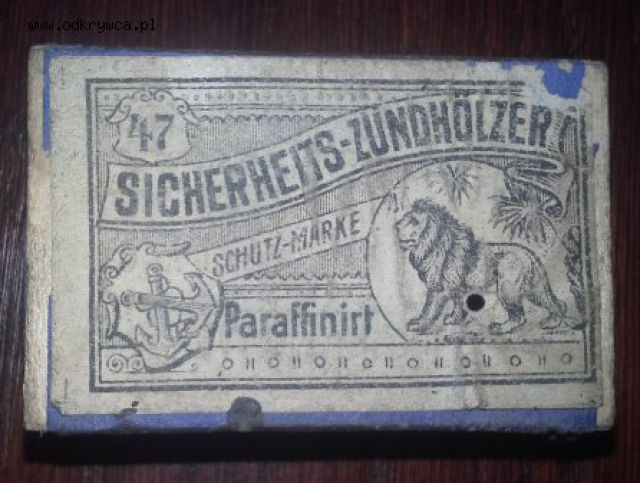 www.odkrywca.pl
47
SICHERHEITS-ZÜNDHÖLZER
SCHUTZ-MARKE
Paraffinirt